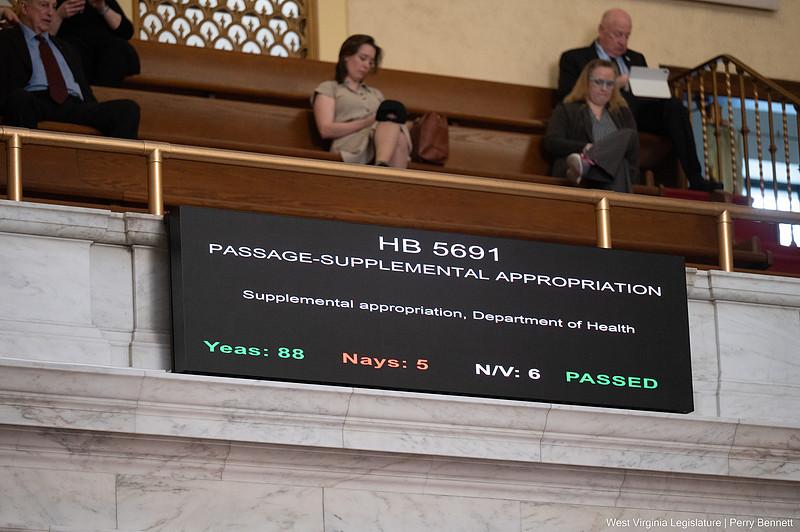 HB 5691
PASSAGE-SUPPLEMENTAL APPROPRIATION
Supplemental appropriation, Department of Health
Yeas: 88 Nays: 5 N/V: 6 PASSED
West Virginia Legislature | Perry Bennett